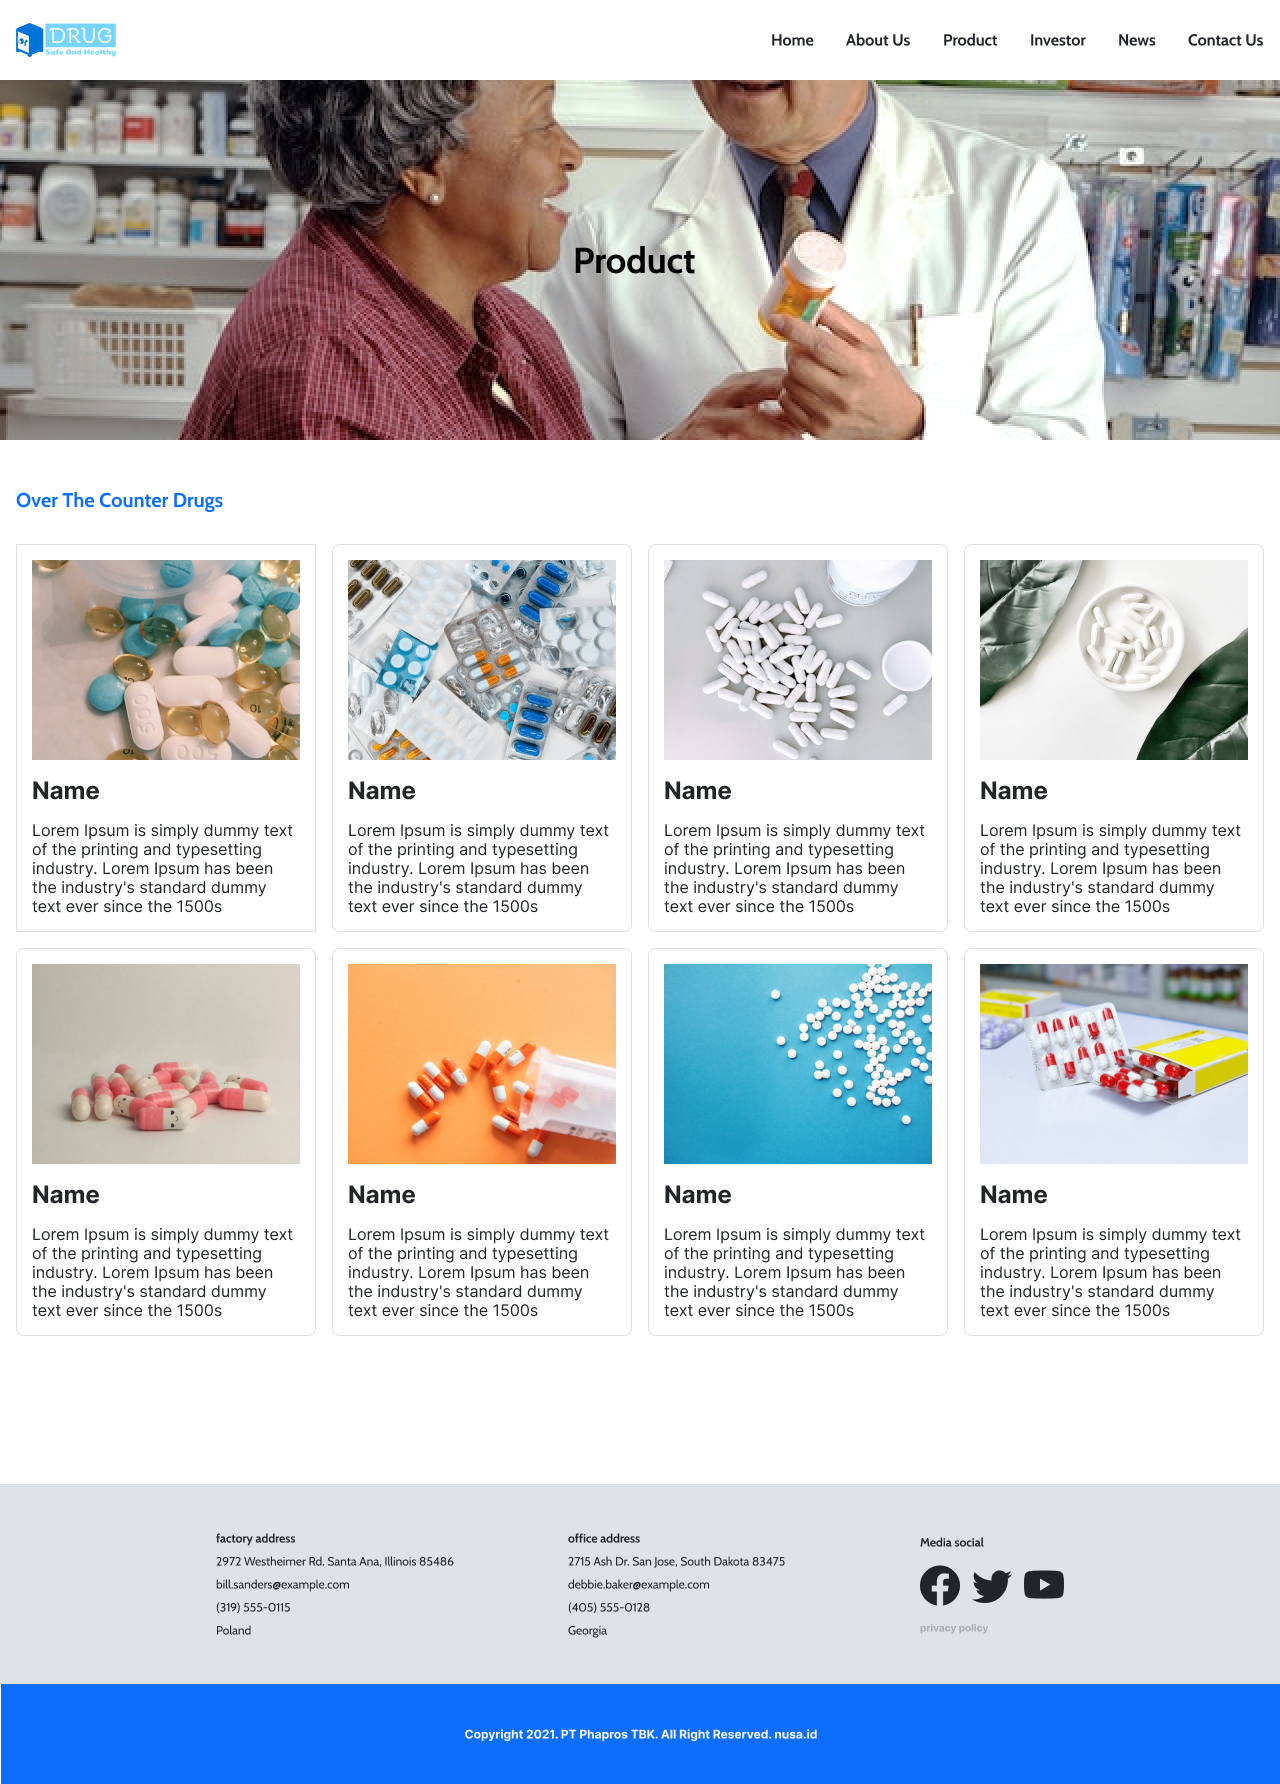 DRUG
Safe And Healthy
Home About Us Product Investor News Contact Us
Product
Over The Counter Drugs
Name
Lorem Ipsum is simply dummy text
of the printing and typesetting
industry. Lorem Ipsum has been
the industry's standard dummy
text ever since the 1500s
Name
Lorem Ipsum is simply dummy text
of the printing and typesetting
industry. Lorem Ipsum has been
the industry's standard dummy
text ever since the 1500s
Name
Lorem Ipsum is simply dummy text
of the printing and typesetting
industry. Lorem Ipsum has been
the industry's standard dummy
text ever since the 1500s
Name
Lorem Ipsum is simply dummy text
of the printing and typesetting
industry. Lorem Ipsum has been
the industry's standard dummy
text ever since the 1500s
Name
Lorem Ipsum is simply dummy text
of the printing and typesetting
industry. Lorem Ipsum has been
the industry's standard dummy
text ever since the 1500s
Name
Lorem Ipsum is simply dummy text
of the printing and typesetting
industry. Lorem Ipsum has been
the industry's standard dummy
text ever since the 1500s
Name
Lorem Ipsum is simply dummy text
of the printing and typesetting
industry. Lorem Ipsum has been
the industry's standard dummy
text ever since the 1500s
Name
Lorem Ipsum is simply dummy text
of the printing and typesetting
industry. Lorem Ipsum has been
the industry's standard dummy
text ever since the 1500s
factory address
2972 Westheimer Rd. Santa Ana, Illinois 85486
bill.sanders@example.com
(319) 555-0115
Poland
office address
2715 Ash Dr. San Jose, South Dakota 83475
debbie.baker@example.com
(405) 555-0128
Georgia
Media social
privacy policy
Copyright 2021. PT Phapros TBK. All Right Reserved. nusa.id